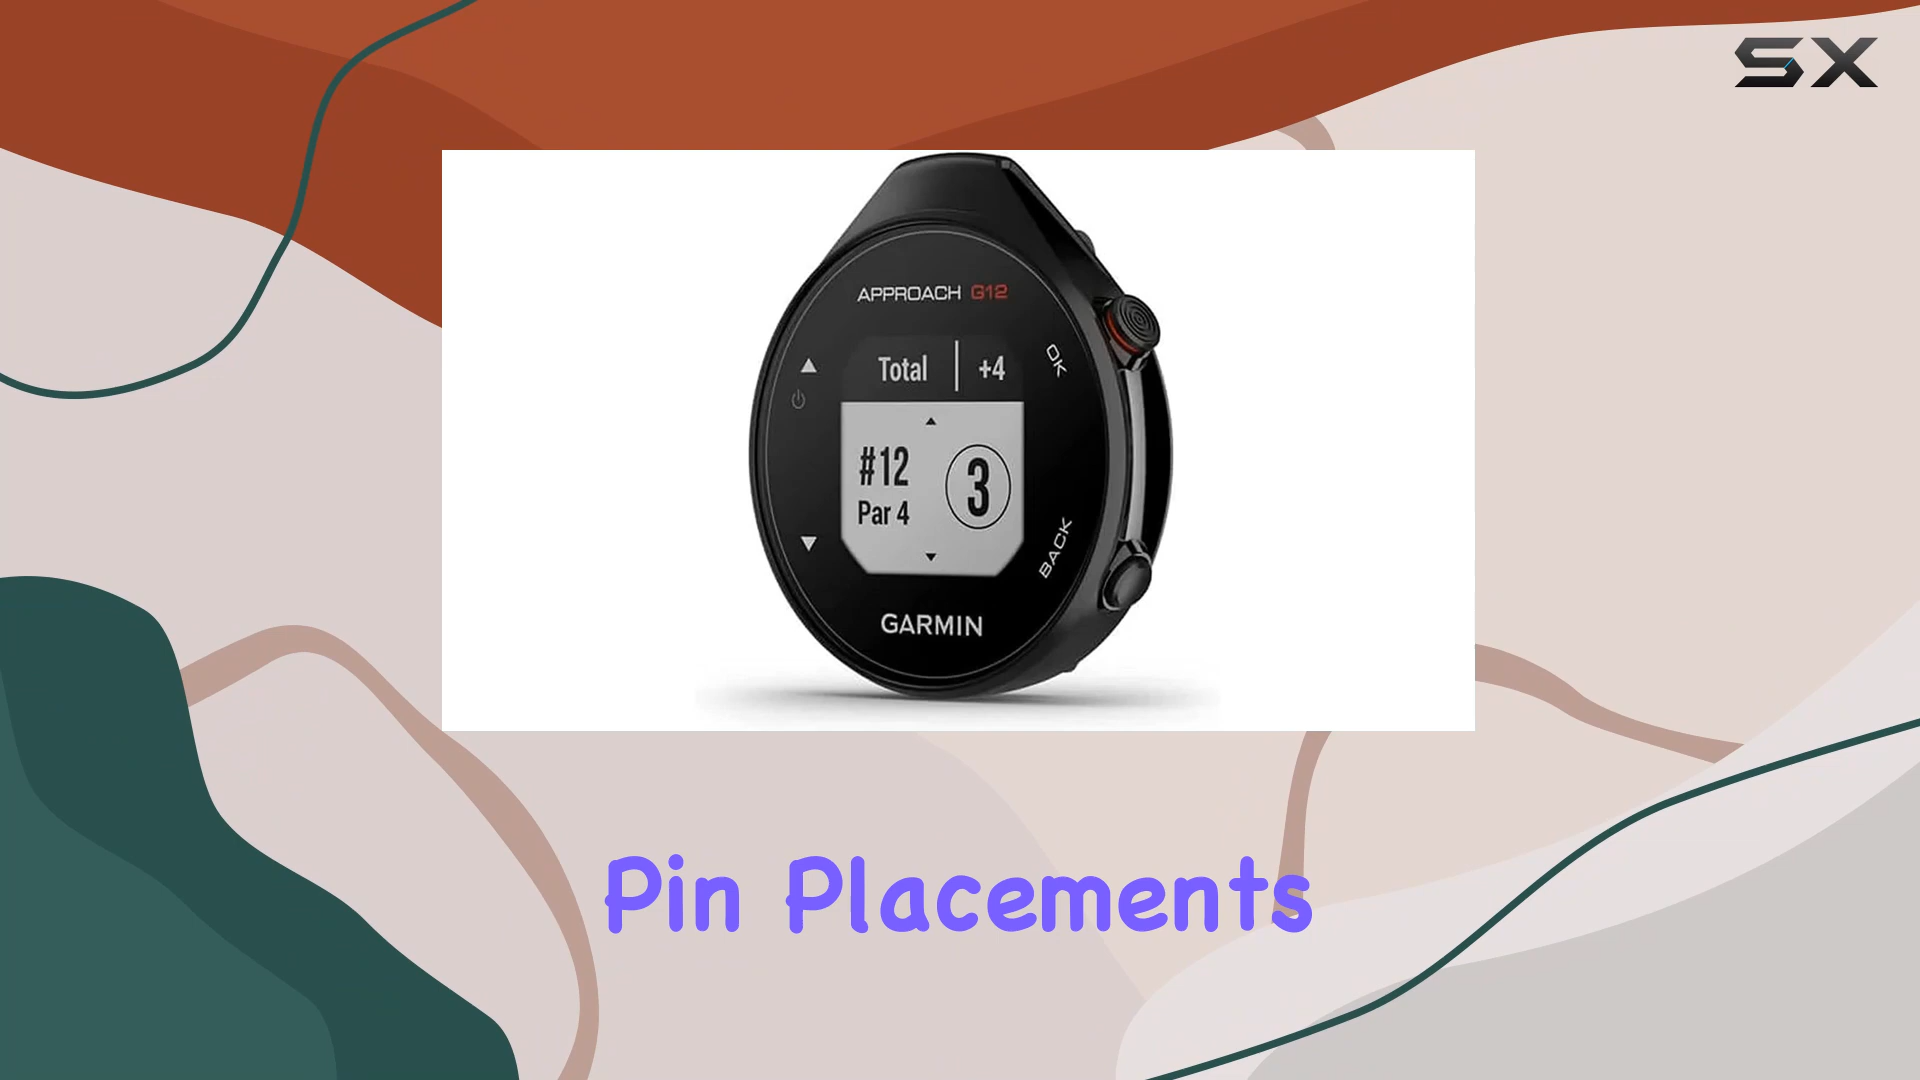 SX
APPROACH G12
Total +4
OK
#12 3
Par 4
BACK
GARMIN
Pin Placements